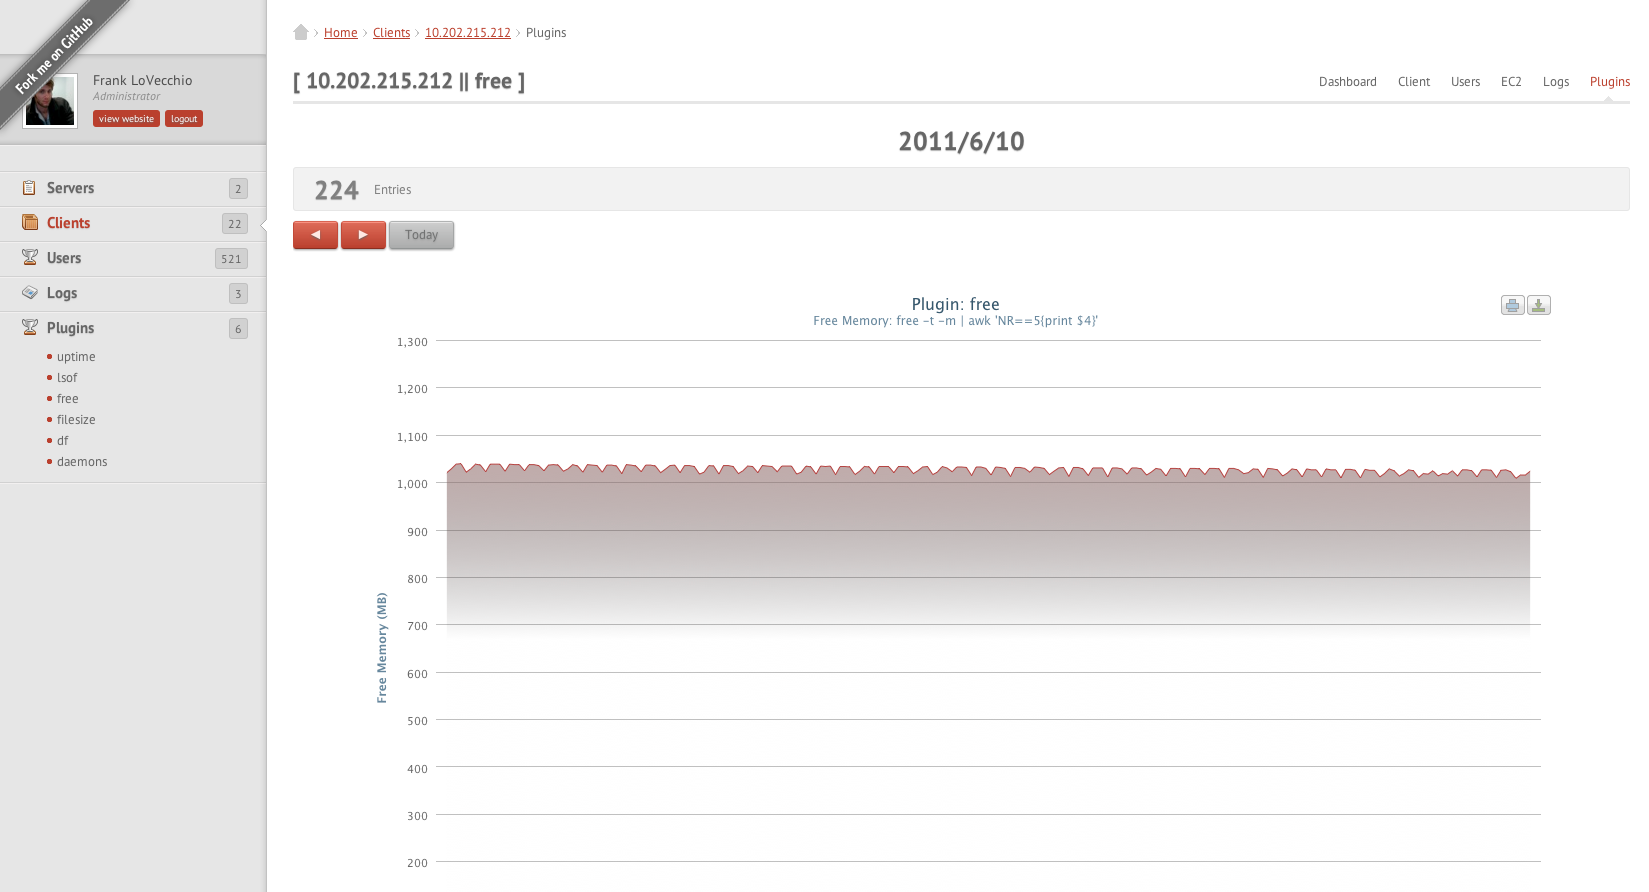 Fork me on GitHub
Frank LoVecchio
Administrator
view website logout
Servers 2
Clients 22
Users 521
Logs 3
Plugins 6
uptime
lsof
free
filesize
df
daemons
Home Clients 10.202.215.212 Plugins
[ 10.202.215.212 || free ]
Dashboard Client Users EC2 Logs Plugins
2011/6/10
224 Entries
Today
Plugin: free
Free Memory: free -t -m | awk 'NR==5{print $4}'
Free Memory (MB)
1,300
1,200
1,100
1,000
900
800
700
600
500
400
300
200